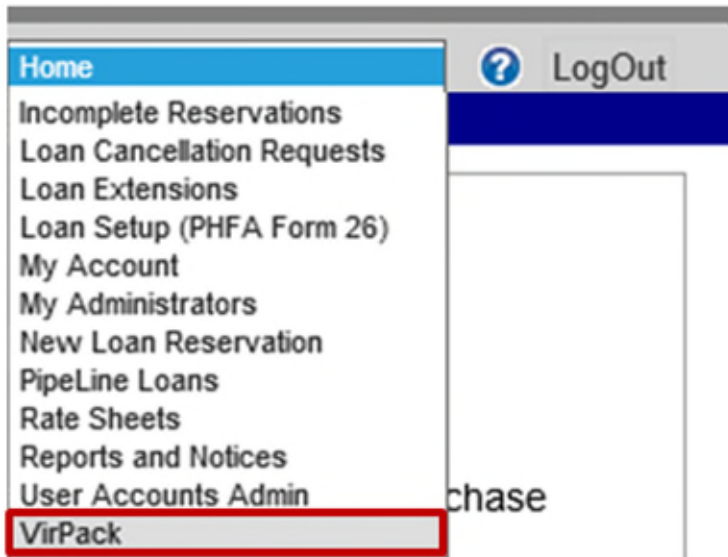 Home
LogOut
Incomplete Reservations
Loan Cancellation Requests
Loan Extensions
Loan Setup (PHFA Form 26)
My Account
My Administrators
New Loan Reservation
PipeLine Loans
Rate Sheets
Reports and Notices
User Accounts Admin
chase
VirPack